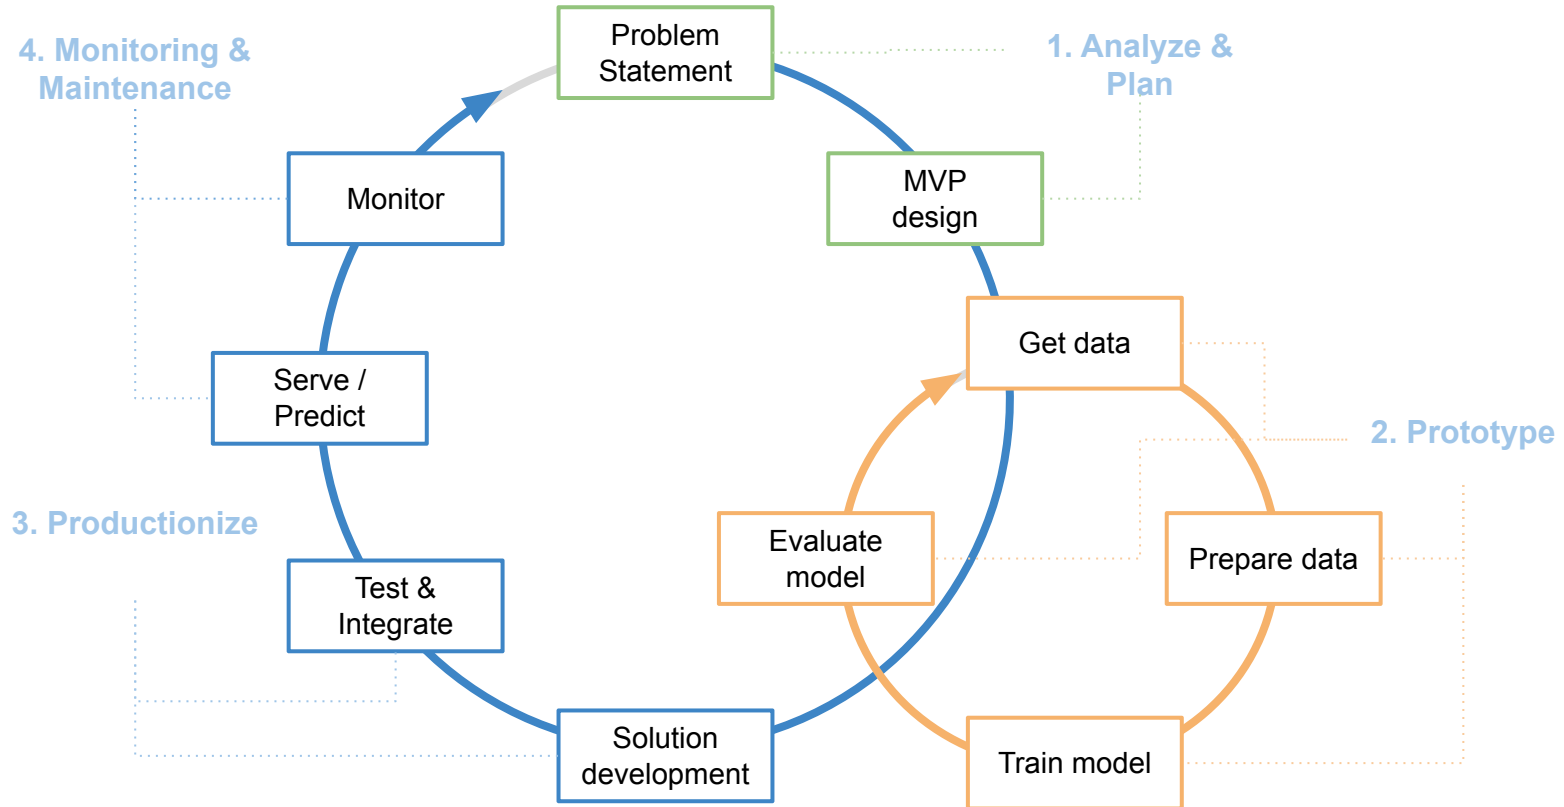 Problem
Statement
4. Monitoring &
Maintenance
1. Analyze &
Plan
Monitor
MVP
design
Get data
Serve /
Predict
2. Prototype
3. Productionize
Evaluate
model
Prepare data
Test &
Integrate
Solution
development
Train model